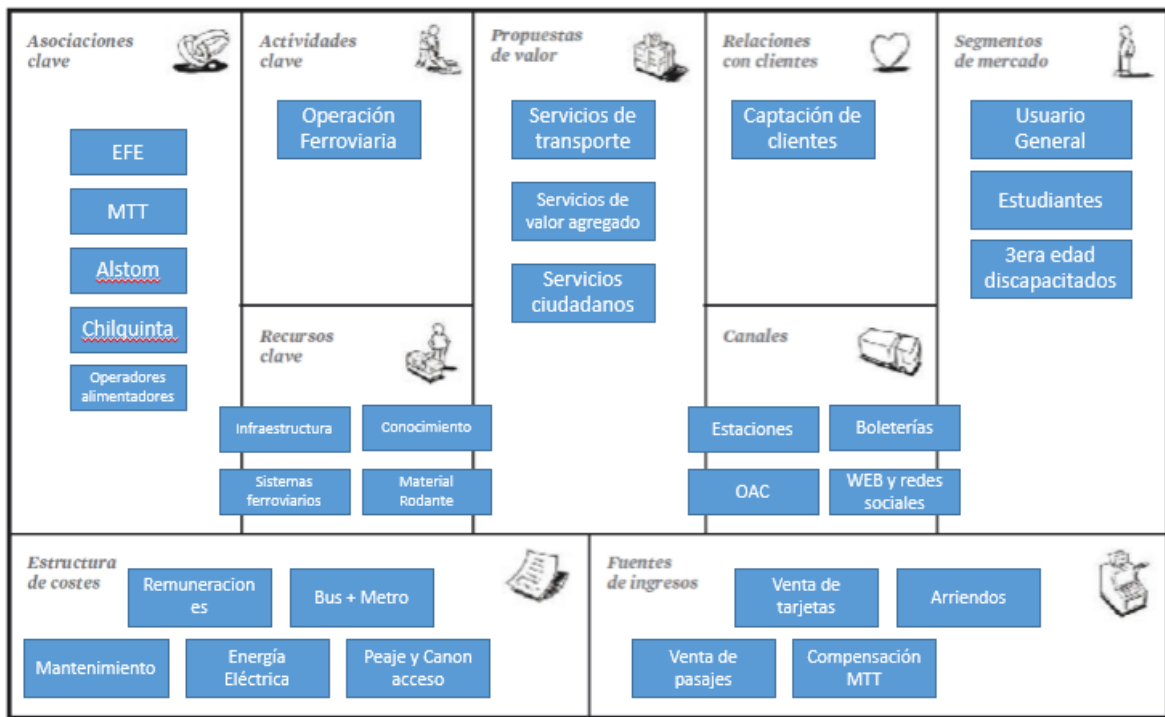 Asociaciones
clave
EFE
MTT
Alstom
Chilquinta
Operadores
alimentadores
Actividades
clave
Operación
Ferroviaria
Recursos
clave
Infraestructura
Conocimiento
Sistemas
ferroviarios
Material
Rodante
Propuestas
de valor
Servicios de
transporte
Servicios de
valor agregado
Servicios
ciudadanos
Relaciones
con clientes
Captación de
clientes
Canales
Estaciones
Boleterías
OAC
WEB y redes
sociales
Segmentos
de mercado
Usuario
General
Estudiantes
3era edad
discapacitados
Estructura
de costes
Remuneracion
es
Bus + Metro
Mantenimiento
Energía
Eléctrica
Peaje y Canon
acceso
Fuentes
de ingresos
Venta de
tarjetas
Arriendos
Venta de
pasajes
Compensación
MTT